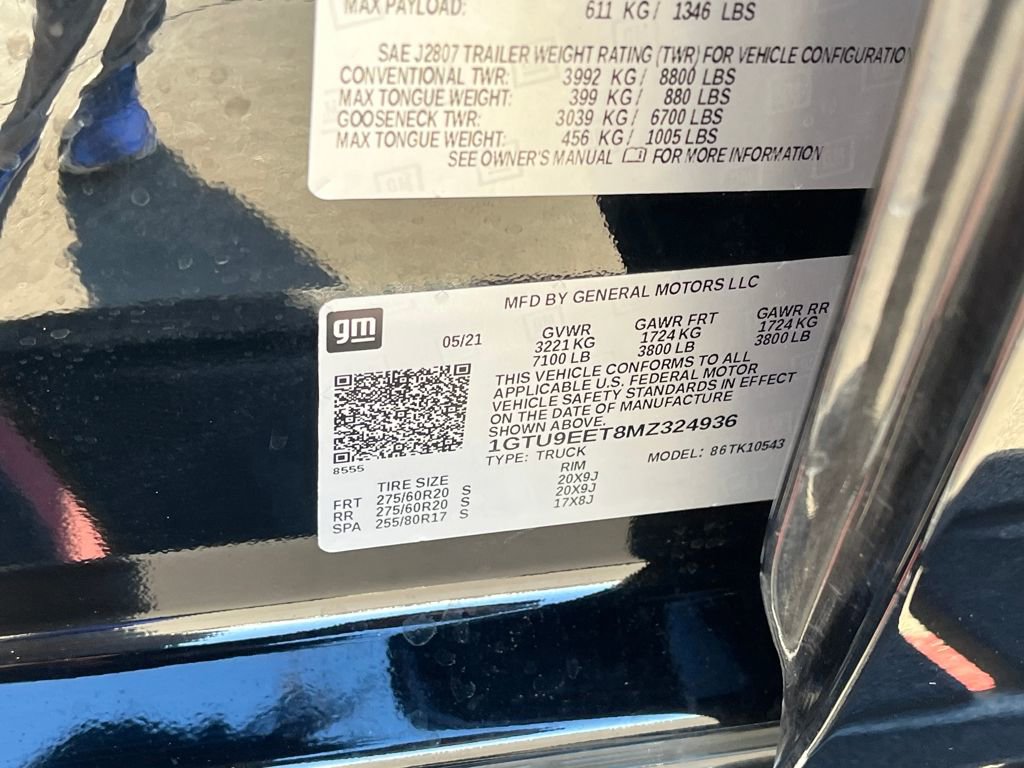 MAX PAYLOAD: 611 KG/ 1346 LBS
SAE J2807 TRAILER WEIGHT RATING (TWR) FOR VEHICLE CONFIGURATION
CONVENTIONAL TWR: 3992 KG/ 8800 LBS
MAX TONGUE WEIGHT: 399 KG/ 880 LBS
GOOSENECK TWR: 3039 KG/ 6700 LBS
MAX TONGUE WEIGHT: 456 KG/ 1005 LBS
SEE OWNER'S MANUAL FOR MORE INFORMATION
gm
MFD BY GENERAL MOTORS LLC
05/21
GVWR GAWR FRT GAWR RR
3221 KG 1724 KG 1724 KG
7100 LB 3800 LB 3800 LB
THIS VEHICLE CONFORMS TO ALL
APPLICABLE U.S. FEDERAL MOTOR
VEHICLE SAFETY STANDARDS IN EFFECT
ON THE DATE OF MANUFACTURE
SHOWN ABOVE.
1GTU9EET8MZ324936
TYPE: TRUCK MODEL: 86TK10543
8555
TIRE SIZE RIM
FRT 275/60R20 S 20X9J
RR 275/60R20 S 20X9J
SPA 255/80R17 S 17X8J